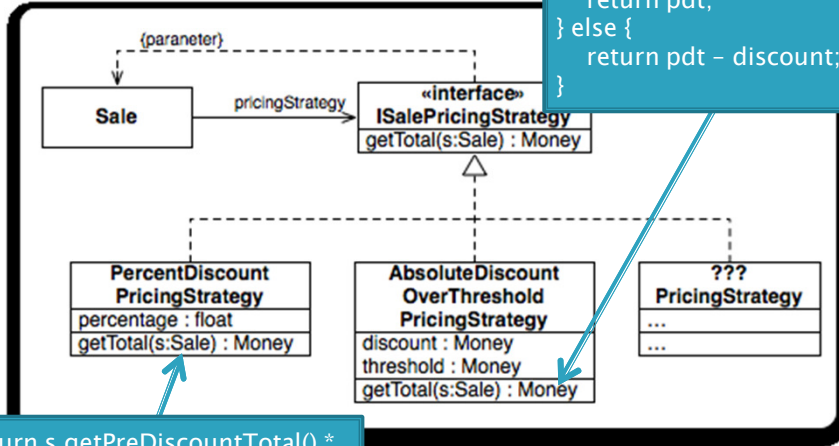 return pdt;
} else {
return pdt – discount;
}
{paraneter}
Sale
pricingStrategy
«interface»
ISalePricingStrategy
getTotal(s:Sale) : Money
PercentDiscount
PricingStrategy
percentage : float
getTotal(s:Sale) : Money
AbsoluteDiscount
OverThreshold
PricingStrategy
discount : Money
threshold : Money
getTotal(s:Sale) : Money
???
PricingStrategy
...
...
s.getPreDiscountTotal() *